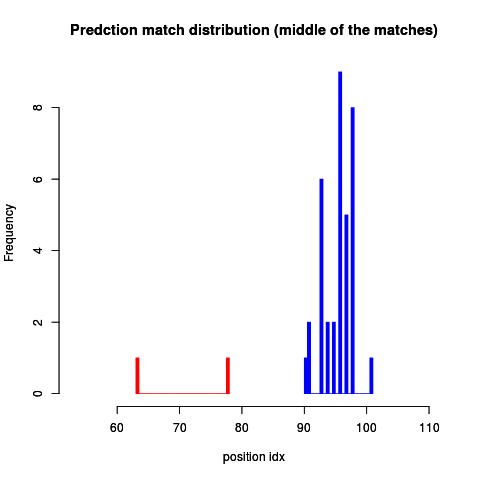 Predction match distribution (middle of the matches)
8
6
4
2
0
Frequency
60 70 80 90 100 110
position idx